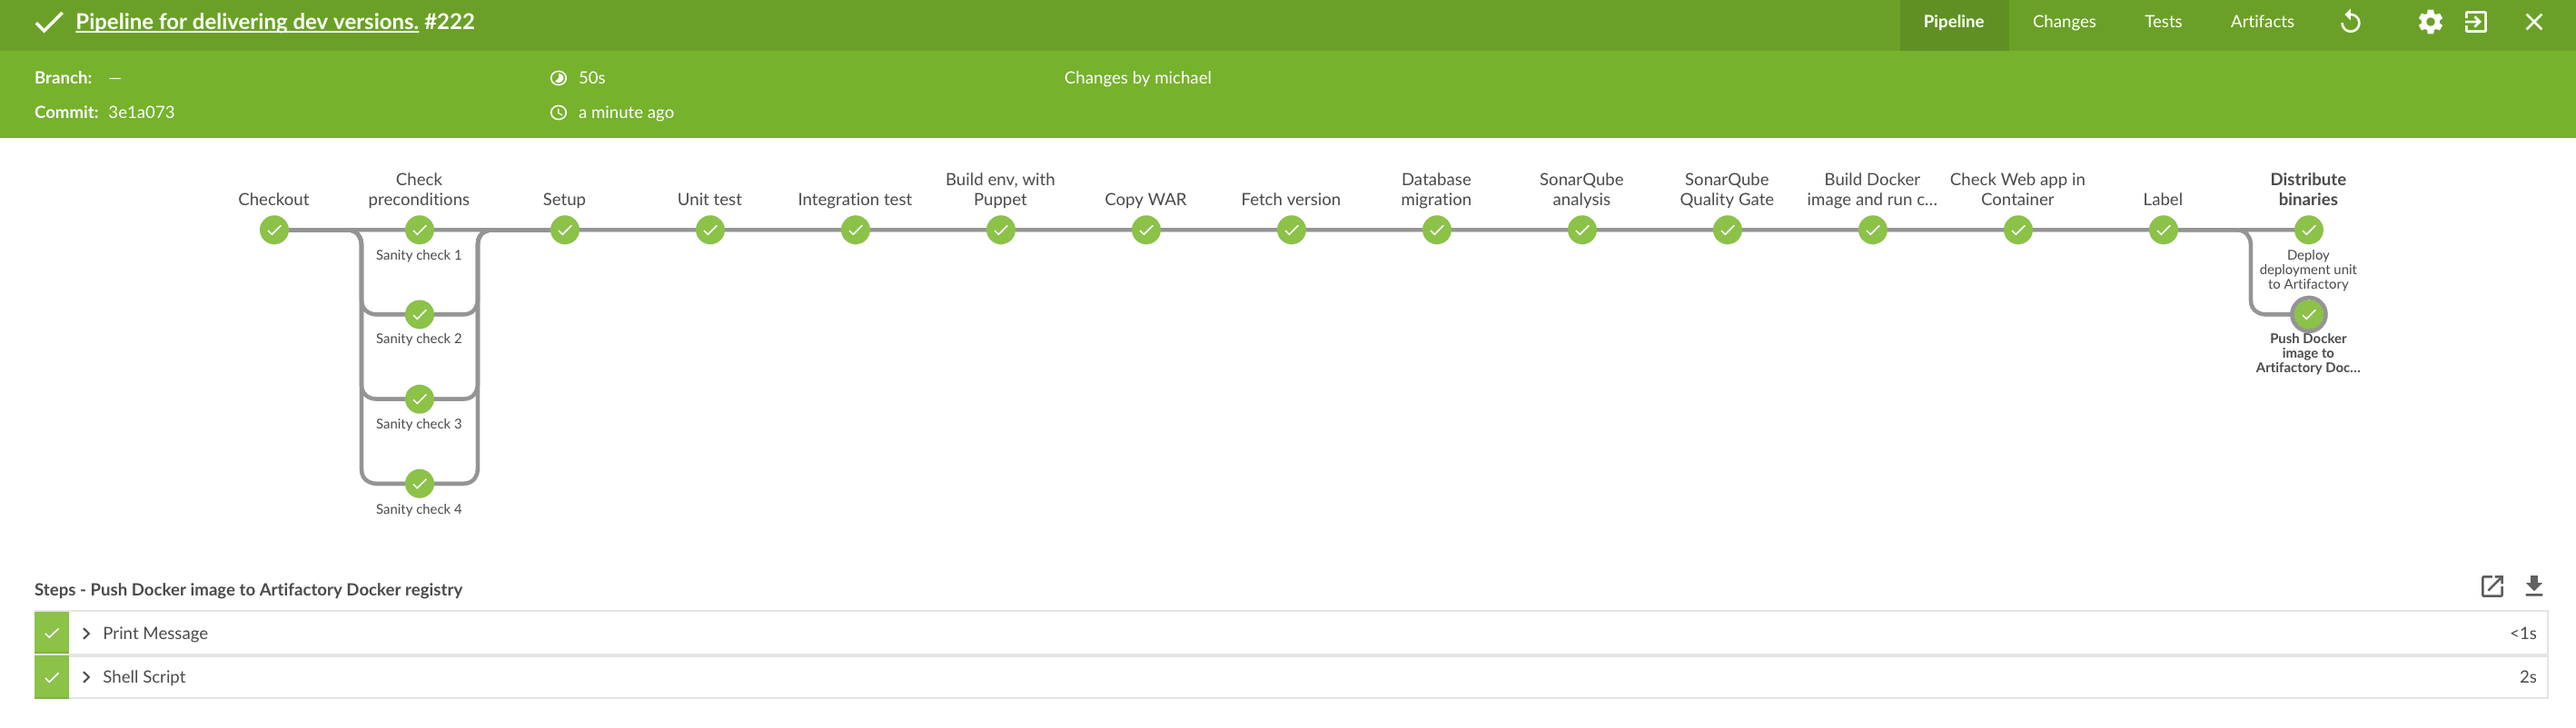 Pipeline for delivering dev versions. #222
Pipeline
Changes
Tests
Artifacts
Branch: —
50s
Changes by michael
Commit: 3e1a073
a minute ago
Checkout
Check
preconditions
Setup
Unit test
Integration test
Build env, with
Puppet
Copy WAR
Fetch version
Database
migration
SonarQube
analysis
SonarQube
Quality Gate
Build Docker
image and run c...
Check Web app in
Container
Label
Distribute
binaries
Sanity check 1
Sanity check 2
Sanity check 3
Sanity check 4
Deploy
deployment unit
to Artifactory
Push Docker
image to
Artifactory Doc...
Steps - Push Docker image to Artifactory Docker registry
Print Message
<1s
Shell Script
2s